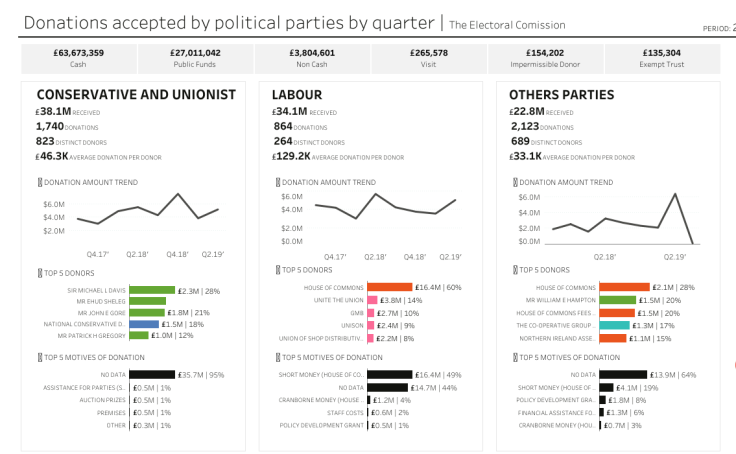 Donations accepted by political parties by quarter | The Electoral Comission
PERIOD: 2
£63,673,359 £27,011,042 £3,804,601 £265,578 £154,202 £135,304
Cash Public Funds Non Cash Visit Impermissible Donor Exempt Trust
CONSERVATIVE AND UNIONIST
£38.1M RECEIVED
1,740 DONATIONS
823 DISTINCT DONORS
£46.3K AVERAGE DONATION PER DONOR
DONATION AMOUNT TREND
$6.0M
$4.0M
$2.0M
Q4.17' Q2.18' Q4.18' Q2.19'
TOP 5 DONORS
SIR MICHAEL L DAVIS £2.3M | 28%
MR EHUD SHELEG
MR JOHN E GORE £1.8M | 21%
NATIONAL CONSERVATIVE D.. £1.5M | 18%
MR PATRICK H GREGORY £1.0M | 12%
TOP 5 MOTIVES OF DONATION
NO DATA £35.7M | 95%
ASSISTANCE FOR PARTIES (S.. £0.5M | 1%
AUCTION PRIZES £0.5M | 1%
PREMISES £0.5M | 1%
OTHER £0.3M | 1%
LABOUR
£34.1M RECEIVED
864 DONATIONS
264 DISTINCT DONORS
£129.2K AVERAGE DONATION PER DONOR
DONATION AMOUNT TREND
$6.0M
$4.0M
$2.0M
$0.0M
Q4.17' Q2.18' Q4.18' Q2.19'
TOP 5 DONORS
HOUSE OF COMMONS £16.4M | 60%
UNITE THE UNION £3.8M | 14%
GMB £2.7M | 10%
UNISON £2.4M | 9%
UNION OF SHOP DISTRIBUTIV.. £2.2M | 8%
TOP 5 MOTIVES OF DONATION
SHORT MONEY (HOUSE OF CO.. £16.4M | 49%
NO DATA £14.7M | 44%
CRANBORNE MONEY (HOUSE .. £1.2M | 4%
STAFF COSTS £0.6M | 2%
POLICY DEVELOPMENT GRANT £0.5M | 1%
OTHERS PARTIES
£22.8M RECEIVED
2,123 DONATIONS
689 DISTINCT DONORS
£33.1K AVERAGE DONATION PER DONOR
DONATION AMOUNT TREND
$6.0M
$4.0M
$2.0M
$0.0M
Q2.18' Q2.19'
TOP 5 DONORS
HOUSE OF COMMONS £2.1M | 28%
MR WILLIAM E HAMPTON £1.5M | 20%
HOUSE OF COMMONS FEES .. £1.5M | 20%
THE CO-OPERATIVE GROUP .. £1.3M | 17%
NORTHERN IRELAND ASSE.. £1.1M | 15%
TOP 5 MOTIVES OF DONATION
NO DATA £13.9M | 64%
SHORT MONEY (HOUSE OF .. £4.1M | 19%
POLICY DEVELOPMENT GRA.. £1.8M | 8%
FINANCIAL ASSISTANCE FO.. £1.3M | 6%
CRANBORNE MONEY (HOU.. £0.7M | 3%